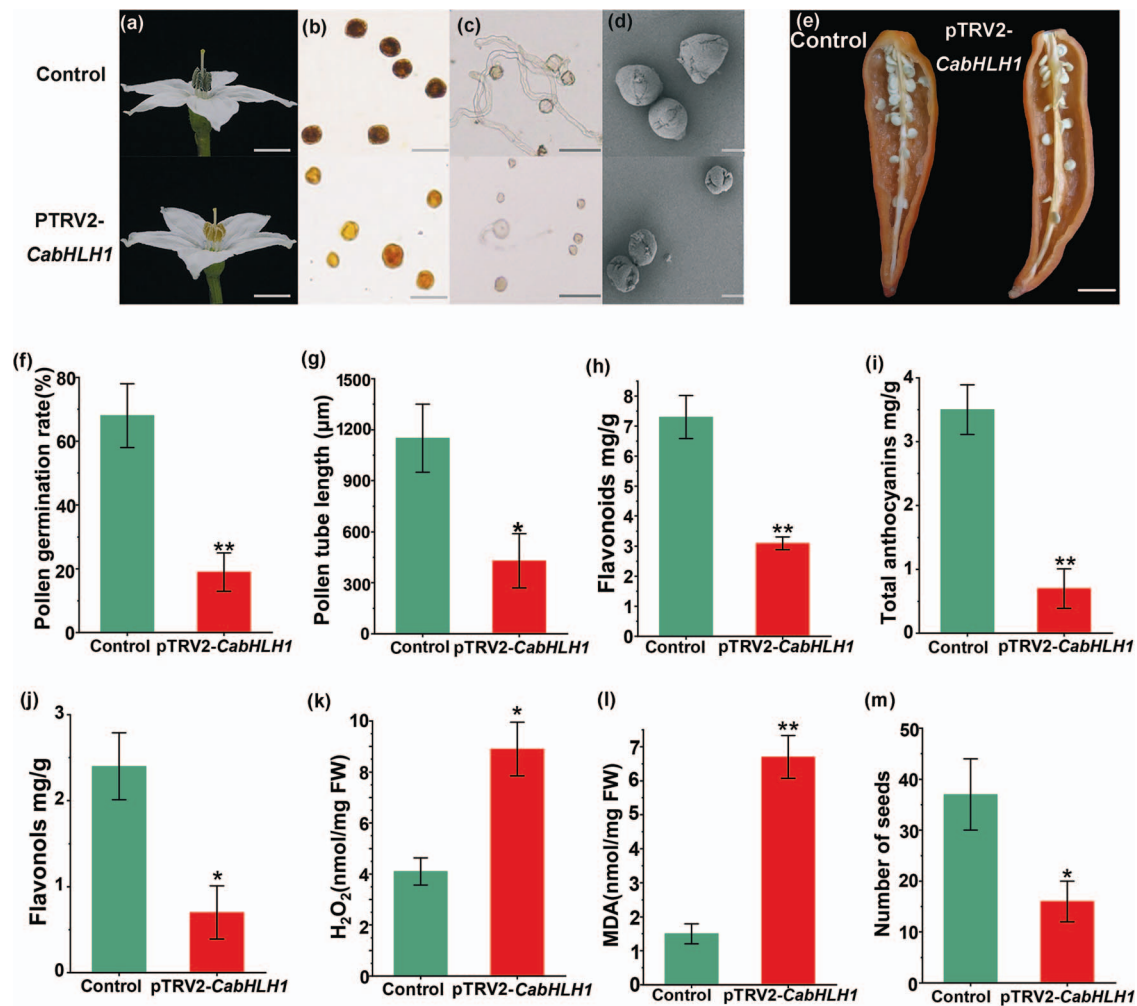 (a)
(b)
(c)
(d)
(e)
Control
pTRV2-
CabHLH1
Control
PTRV2-
CabHLH1
(f)
Pollen germination rate(%)
80
60
40
20
0
**
Control
pTRV2-CabHLH1
(g)
Pollen tube length (μm)
1500
1200
900
600
300
0
*
Control
pTRV2-CabHLH1
(h)
Flavonoids mg/g
8
7
6
5
4
3
2
1
0
**
Control
pTRV2-CabHLH1
(i)
Total anthocyanins mg/g
4
3
2
1
0
**
Control
pTRV2-CabHLH1
(j)
Flavonols mg/g
3
2
1
0
*
Control
pTRV2-CabHLH1
(k)
H₂O₂(nmol/mg FW)
10
8
6
4
2
0
*
Control
pTRV2-CabHLH1
(l)
MDA(nmol/mg FW)
7
6
5
4
3
2
1
0
**
Control
pTRV2-CabHLH1
(m)
Number of seeds
50
40
30
20
10
0
*
Control
pTRV2-CabHLH1